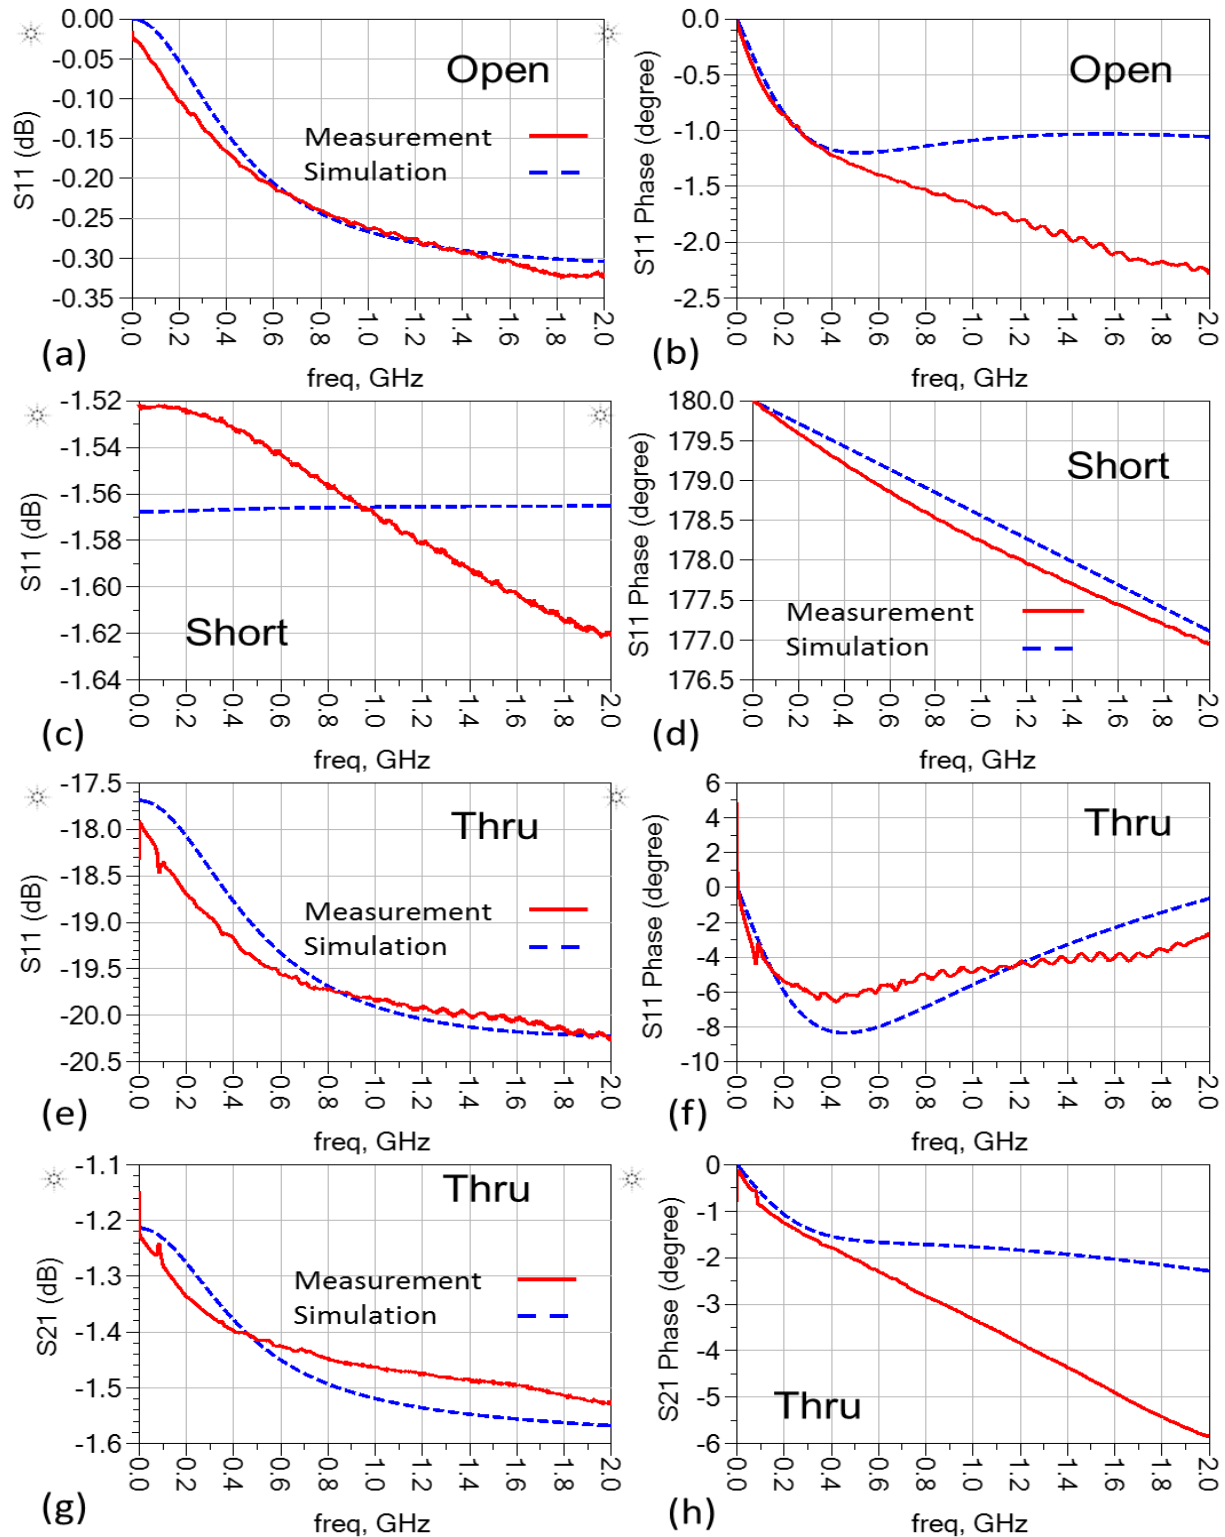 0.00
-0.05
-0.10
-0.15
-0.20
-0.25
-0.30
-0.35
S11 (dB)
Open
Measurement
Simulation
0.0 0.2 0.4 0.6 0.8 1.0 1.2 1.4 1.6 1.8 2.0
freq, GHz
(a)
0.0
-0.5
-1.0
-1.5
-2.0
-2.5
S11 Phase (degree)
Open
0.0 0.2 0.4 0.6 0.8 1.0 1.2 1.4 1.6 1.8 2.0
freq, GHz
(b)
-1.52
-1.54
-1.56
-1.58
-1.60
-1.62
-1.64
S11 (dB)
Short
0.0 0.2 0.4 0.6 0.8 1.0 1.2 1.4 1.6 1.8 2.0
freq, GHz
(c)
180.0
179.5
179.0
178.5
178.0
177.5
177.0
176.5
S11 Phase (degree)
Short
Measurement
Simulation
0.0 0.2 0.4 0.6 0.8 1.0 1.2 1.4 1.6 1.8 2.0
freq, GHz
(d)
-17.5
-18.0
-18.5
-19.0
-19.5
-20.0
-20.5
S11 (dB)
Thru
Measurement
Simulation
0.0 0.2 0.4 0.6 0.8 1.0 1.2 1.4 1.6 1.8 2.0
freq, GHz
(e)
6
4
2
0
-2
-4
-6
-8
-10
S11 Phase (degree)
Thru
0.0 0.2 0.4 0.6 0.8 1.0 1.2 1.4 1.6 1.8 2.0
freq, GHz
(f)
-1.1
-1.2
-1.3
-1.4
-1.5
-1.6
S21 (dB)
Thru
Measurement
Simulation
0.0 0.2 0.4 0.6 0.8 1.0 1.2 1.4 1.6 1.8 2.0
freq, GHz
(g)
0
-1
-2
-3
-4
-5
-6
S21 Phase (degree)
Thru
0.0 0.2 0.4 0.6 0.8 1.0 1.2 1.4 1.6 1.8 2.0
freq, GHz
(h)